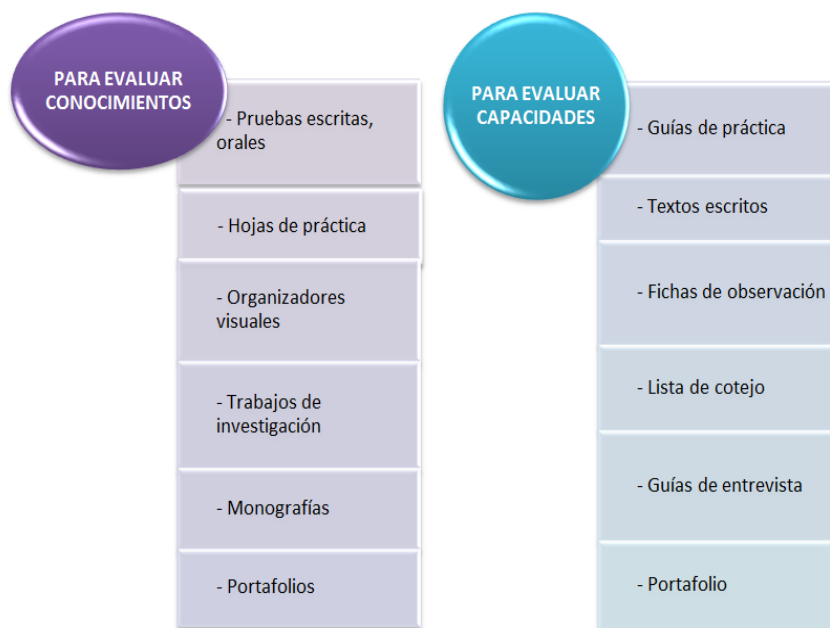 PARA EVALUAR
CONOCIMIENTOS
- Pruebas escritas,
orales
- Hojas de práctica
- Organizadores
visuales
- Trabajos de
investigación
- Monografías
- Portafolios
PARA EVALUAR
CAPACIDADES
- Guías de práctica
- Textos escritos
- Fichas de observación
- Lista de cotejo
- Guías de entrevista
- Portafolio